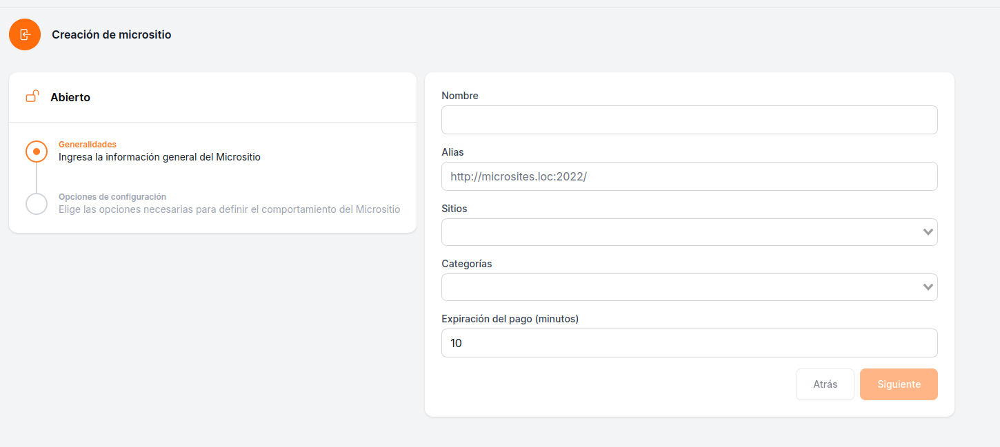 Creación de micrositio
Abierto
Generalidades
Ingresa la información general del Micrositio
Opciones de configuración
Elige las opciones necesarias para definir el comportamiento del Micrositio
Nombre
Alias
http://microsites.loc:2022/
Sitios
Categorías
Expiración del pago (minutos)
10
Atrás
Siguiente